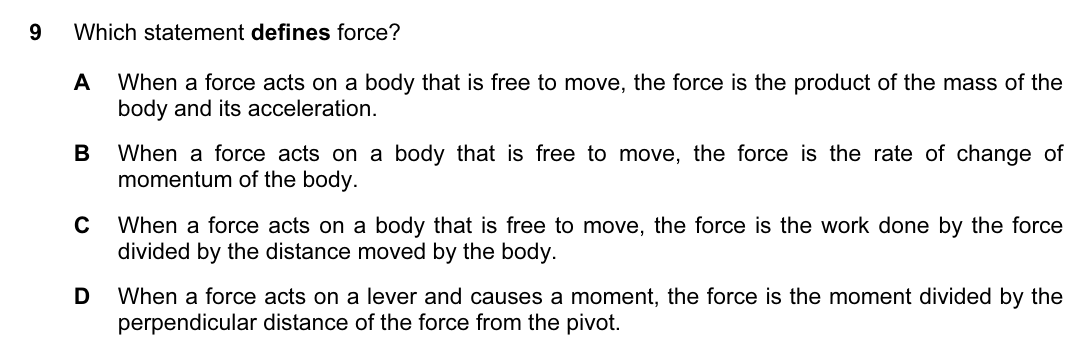 9 Which statement defines force?
A When a force acts on a body that is free to move, the force is the product of the mass of the
body and its acceleration.
B When a force acts on a body that is free to move, the force is the rate of change of
momentum of the body.
C When a force acts on a body that is free to move, the force is the work done by the force
divided by the distance moved by the body.
D When a force acts on a lever and causes a moment, the force is the moment divided by the
perpendicular distance of the force from the pivot.